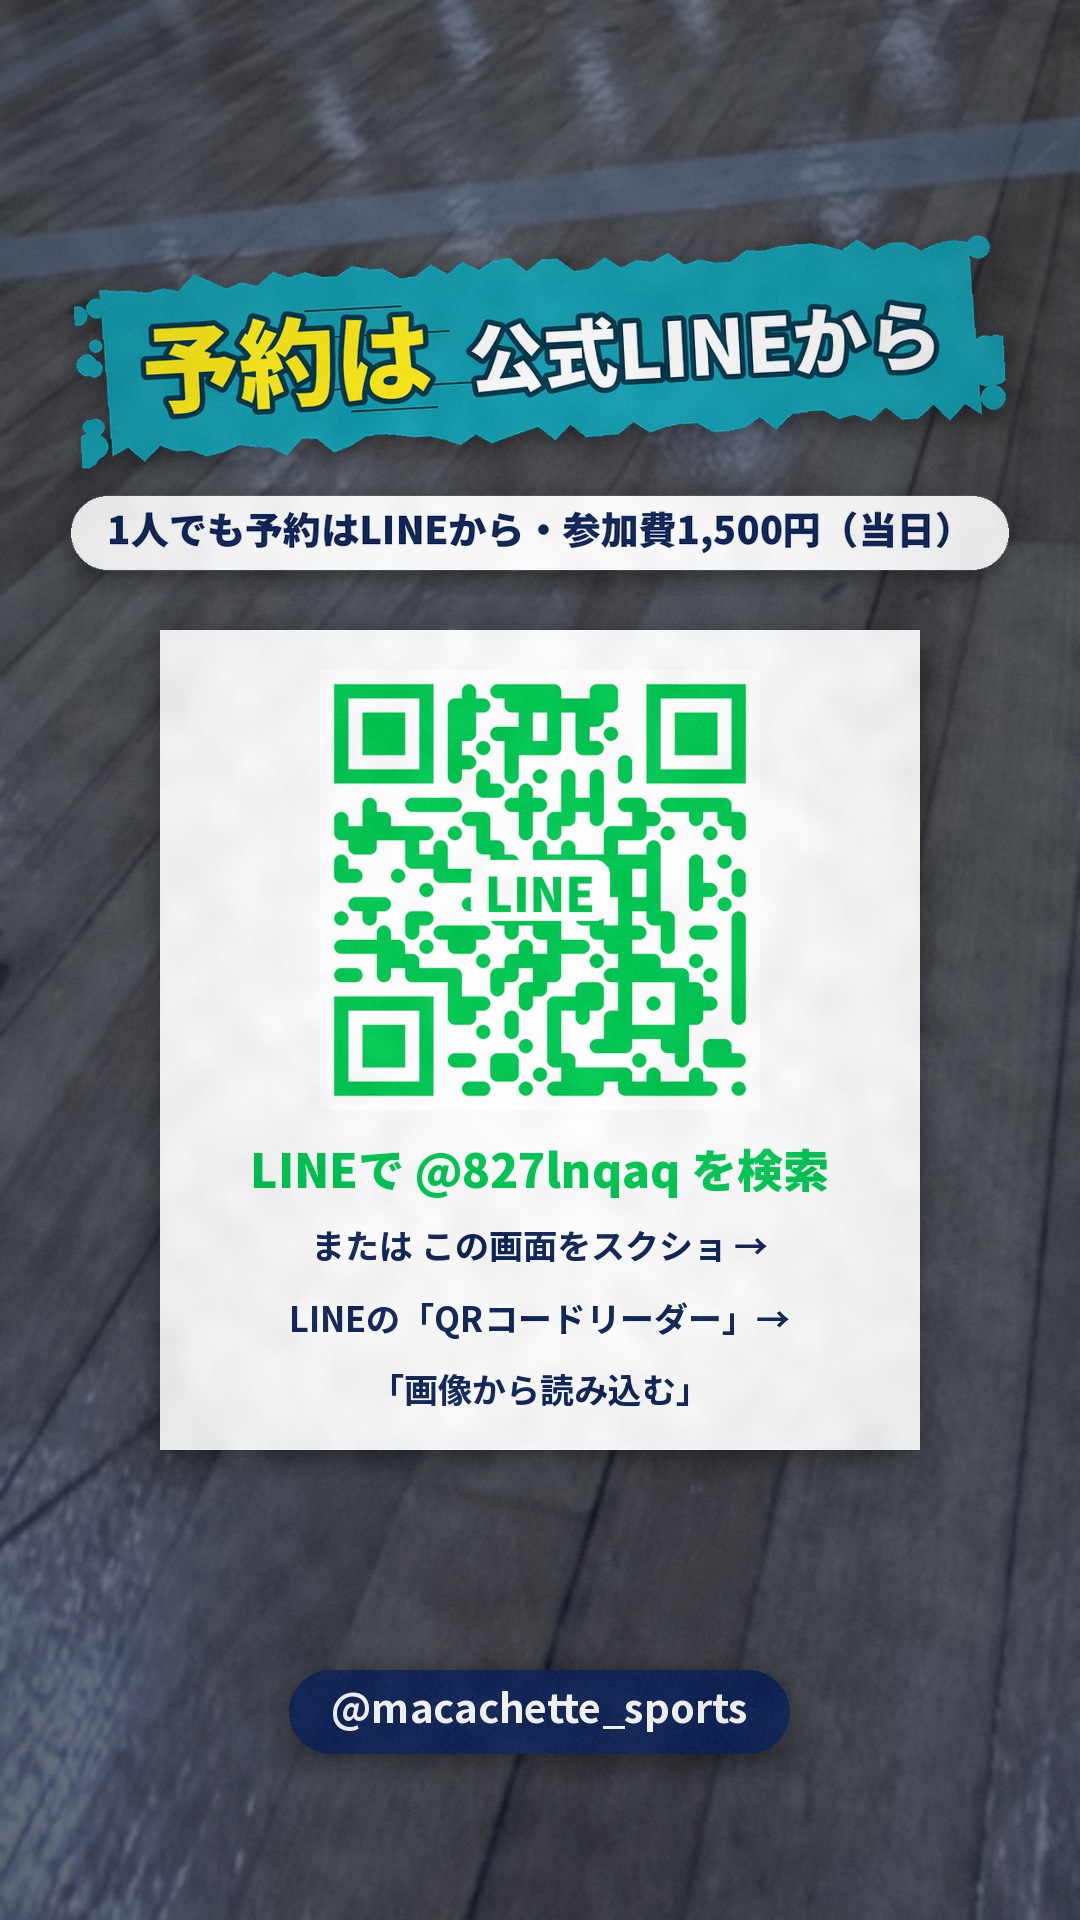 予約は 公式LINEから
1人でも予約はLINEから・参加費1,500円（当日）
LINE
LINEで @827lnqaq を検索
または この画面をスクショ →
LINEの「QRコードリーダー」→
「画像から読み込む」
@macachette_sports